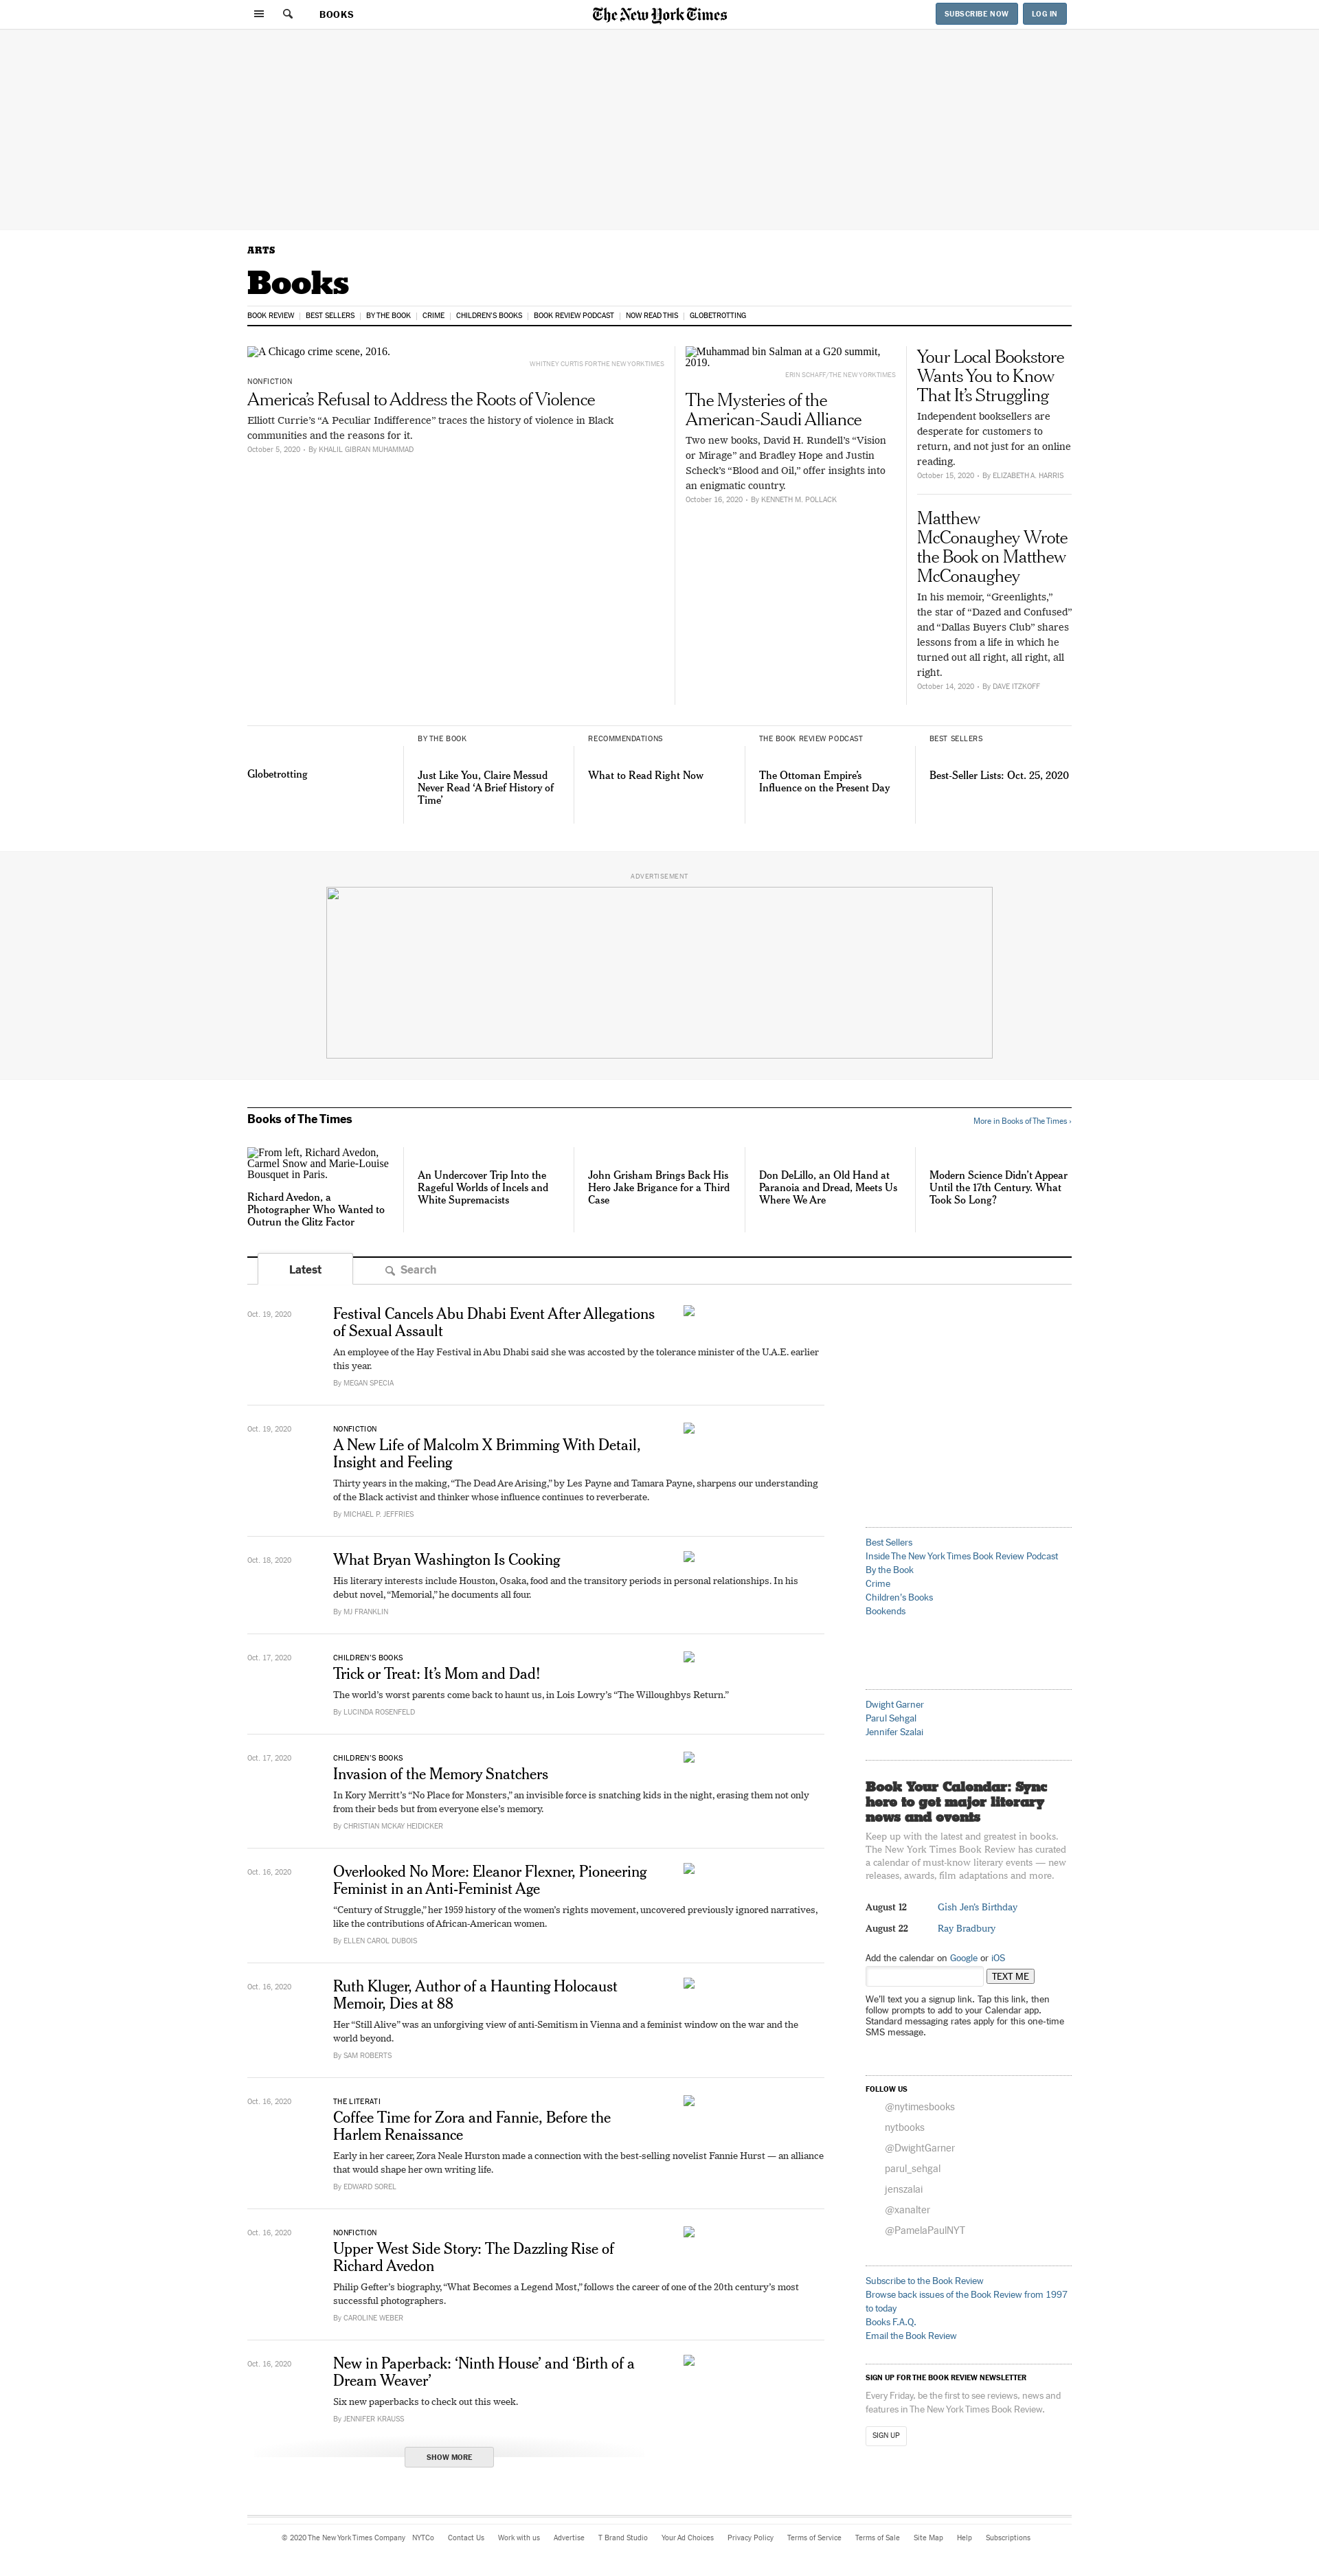 BOOKS
The New York Times
SUBSCRIBE NOW
LOG IN
ARTS
Books
BOOK REVIEW | BEST SELLERS | BY THE BOOK | CRIME | CHILDREN'S BOOKS | BOOK REVIEW PODCAST | NOW READ THIS | GLOBETROTTING
A Chicago crime scene, 2016.
WHITNEY CURTIS FOR THE NEW YORK TIMES
NONFICTION
America's Refusal to Address the Roots of Violence
Elliott Currie's “A Peculiar Indifference” traces the history of violence in Black
communities and the reasons for it.
October 5, 2020 • By KHALIL GIBRAN MUHAMMAD
Muhammad bin Salman at a G20 summit,
2019.
ERIN SCHAFF/THE NEW YORK TIMES
The Mysteries of the
American-Saudi Alliance
Two new books, David H. Rundell's “Vision
or Mirage” and Bradley Hope and Justin
Scheck's “Blood and Oil,” offer insights into
an enigmatic country.
October 16, 2020 • By KENNETH M. POLLACK
Your Local Bookstore
Wants You to Know
That It's Struggling
Independent booksellers are
desperate for customers to
return, and not just for an online
reading.
October 15, 2020 • By ELIZABETH A. HARRIS
Matthew
McConaughey Wrote
the Book on Matthew
McConaughey
In his memoir, “Greenlights,”
the star of “Dazed and Confused”
and “Dallas Buyers Club” shares
lessons from a life in which he
turned out all right, all right, all
right.
October 14, 2020 • By DAVE ITZKOFF
Globetrotting
BY THE BOOK
Just Like You, Claire Messud
Never Read ‘A Brief History of
Time’
RECOMMENDATIONS
What to Read Right Now
THE BOOK REVIEW PODCAST
The Ottoman Empire's
Influence on the Present Day
BEST SELLERS
Best-Seller Lists: Oct. 25, 2020
ADVERTISEMENT
Books of The Times
More in Books of The Times ›
From left, Richard Avedon,
Carmel Snow and Marie-Louise
Bousquet in Paris.
Richard Avedon, a
Photographer Who Wanted to
Outrun the Glitz Factor
An Undercover Trip Into the
Rageful Worlds of Incels and
White Supremacists
John Grisham Brings Back His
Hero Jake Brigance for a Third
Case
Don DeLillo, an Old Hand at
Paranoia and Dread, Meets Us
Where We Are
Modern Science Didn't Appear
Until the 17th Century. What
Took So Long?
Latest
Search
Oct. 19, 2020
Festival Cancels Abu Dhabi Event After Allegations
of Sexual Assault
An employee of the Hay Festival in Abu Dhabi said she was accosted by the tolerance minister of the U.A.E. earlier
this year.
By MEGAN SPECIA
Oct. 19, 2020
NONFICTION
A New Life of Malcolm X Brimming With Detail,
Insight and Feeling
Thirty years in the making, “The Dead Are Arising,” by Les Payne and Tamara Payne, sharpens our understanding
of the Black activist and thinker whose influence continues to reverberate.
By MICHAEL P. JEFFRIES
Oct. 18, 2020
What Bryan Washington Is Cooking
His literary interests include Houston, Osaka, food and the transitory periods in personal relationships. In his
debut novel, “Memorial,” he documents all four.
By MJ FRANKLIN
Oct. 17, 2020
CHILDREN'S BOOKS
Trick or Treat: It's Mom and Dad!
The world's worst parents come back to haunt us, in Lois Lowry's “The Willoughbys Return.”
By LUCINDA ROSENFELD
Oct. 17, 2020
CHILDREN'S BOOKS
Invasion of the Memory Snatchers
In Kory Merritt's “No Place for Monsters,” an invisible force is snatching kids in the night, erasing them not only
from their beds but from everyone else's memory.
By CHRISTIAN MCKAY HEIDICKER
Oct. 16, 2020
Overlooked No More: Eleanor Flexner, Pioneering
Feminist in an Anti-Feminist Age
“Century of Struggle,” her 1959 history of the women's rights movement, uncovered previously ignored narratives,
like the contributions of African-American women.
By ELLEN CAROL DUBOIS
Oct. 16, 2020
Ruth Kluger, Author of a Haunting Holocaust
Memoir, Dies at 88
Her “Still Alive” was an unforgiving view of anti-Semitism in Vienna and a feminist window on the war and the
world beyond.
By SAM ROBERTS
Oct. 16, 2020
THE LITERATI
Coffee Time for Zora and Fannie, Before the
Harlem Renaissance
Early in her career, Zora Neale Hurston made a connection with the best-selling novelist Fannie Hurst — an alliance
that would shape her own writing life.
By EDWARD SOREL
Oct. 16, 2020
NONFICTION
Upper West Side Story: The Dazzling Rise of
Richard Avedon
Philip Gefter's biography, “What Becomes a Legend Most,” follows the career of one of the 20th century's most
successful photographers.
By CAROLINE WEBER
Oct. 16, 2020
New in Paperback: ‘Ninth House’ and ‘Birth of a
Dream Weaver’
Six new paperbacks to check out this week.
By JENNIFER KRAUSS
SHOW MORE
Best Sellers
Inside The New York Times Book Review Podcast
By the Book
Crime
Children's Books
Bookends
Dwight Garner
Parul Sehgal
Jennifer Szalai
Book Your Calendar: Sync
here to get major literary
news and events
Keep up with the latest and greatest in books.
The New York Times Book Review has curated
a calendar of must-know literary events — new
releases, awards, film adaptations and more.
August 12 Gish Jen's Birthday
August 22 Ray Bradbury
Add the calendar on Google or iOS
TEXT ME
We'll text you a signup link. Tap this link, then
follow prompts to add to your Calendar app.
Standard messaging rates apply for this one-time
SMS message.
FOLLOW US
@nytimesbooks
nytbooks
@DwightGarner
parul_sehgal
jenszalai
@xanalter
@PamelaPaulNYT
Subscribe to the Book Review
Browse back issues of the Book Review from 1997
to today
Books F.A.Q.
Email the Book Review
SIGN UP FOR THE BOOK REVIEW NEWSLETTER
Every Friday, be the first to see reviews, news and
features in The New York Times Book Review.
SIGN UP
© 2020 The New York Times Company NYTCo Contact Us Work with us Advertise T Brand Studio Your Ad Choices Privacy Policy Terms of Service Terms of Sale Site Map Help Subscriptions